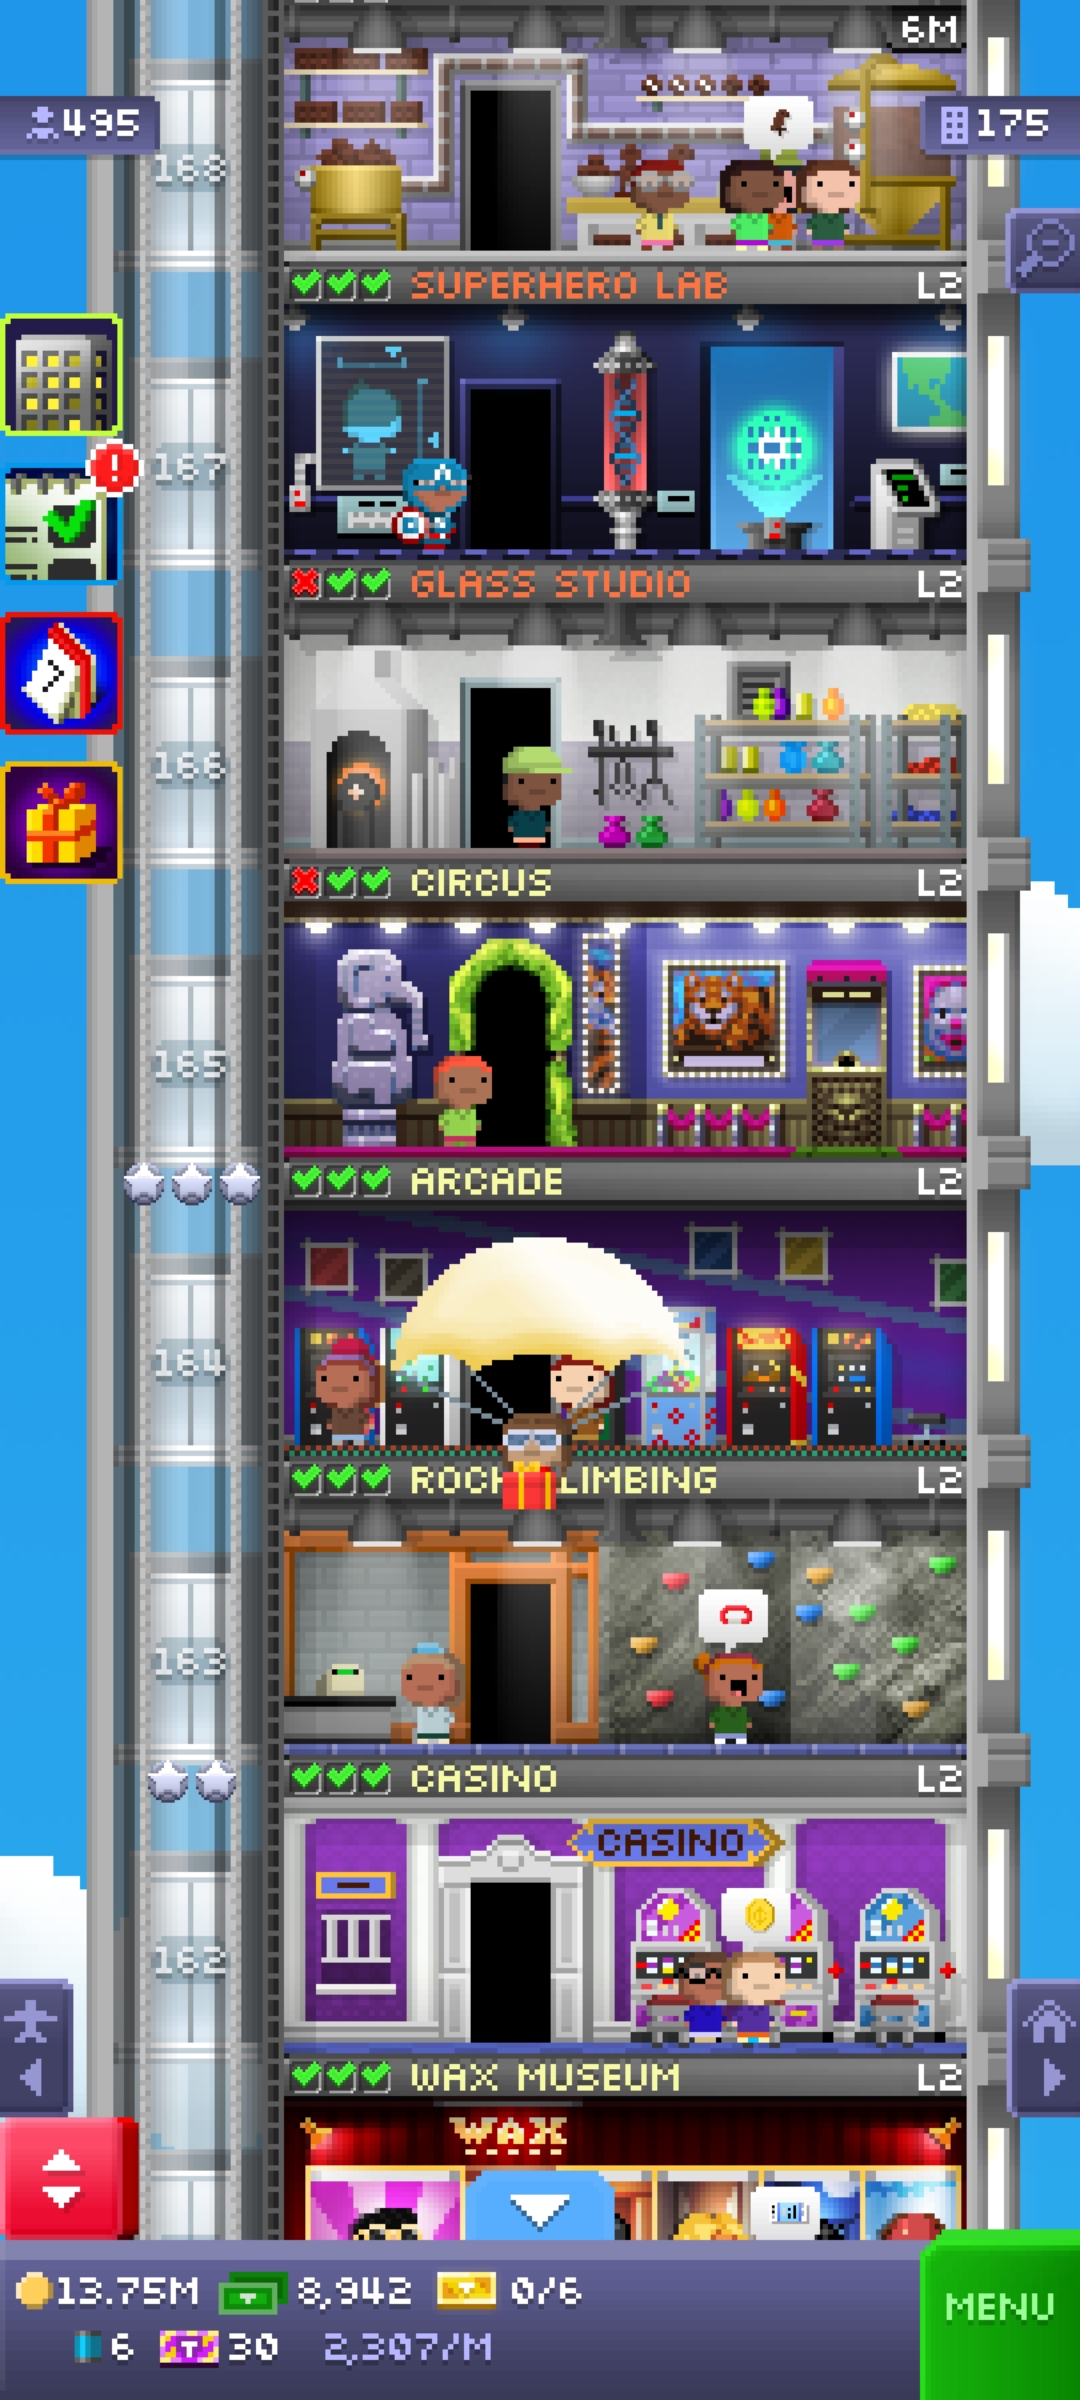 6M
495
175
168
SUPERHERO LAB L2
167
GLASS STUDIO L2
166
CIRCUS L2
165
ARCADE L2
164
ROCK LIMBING L2
163
CASINO L2
CASINO
162
WAX MUSEUM L2
WAX
13.75M 8,942 0/6
MENU
6 T 30 2,307/M